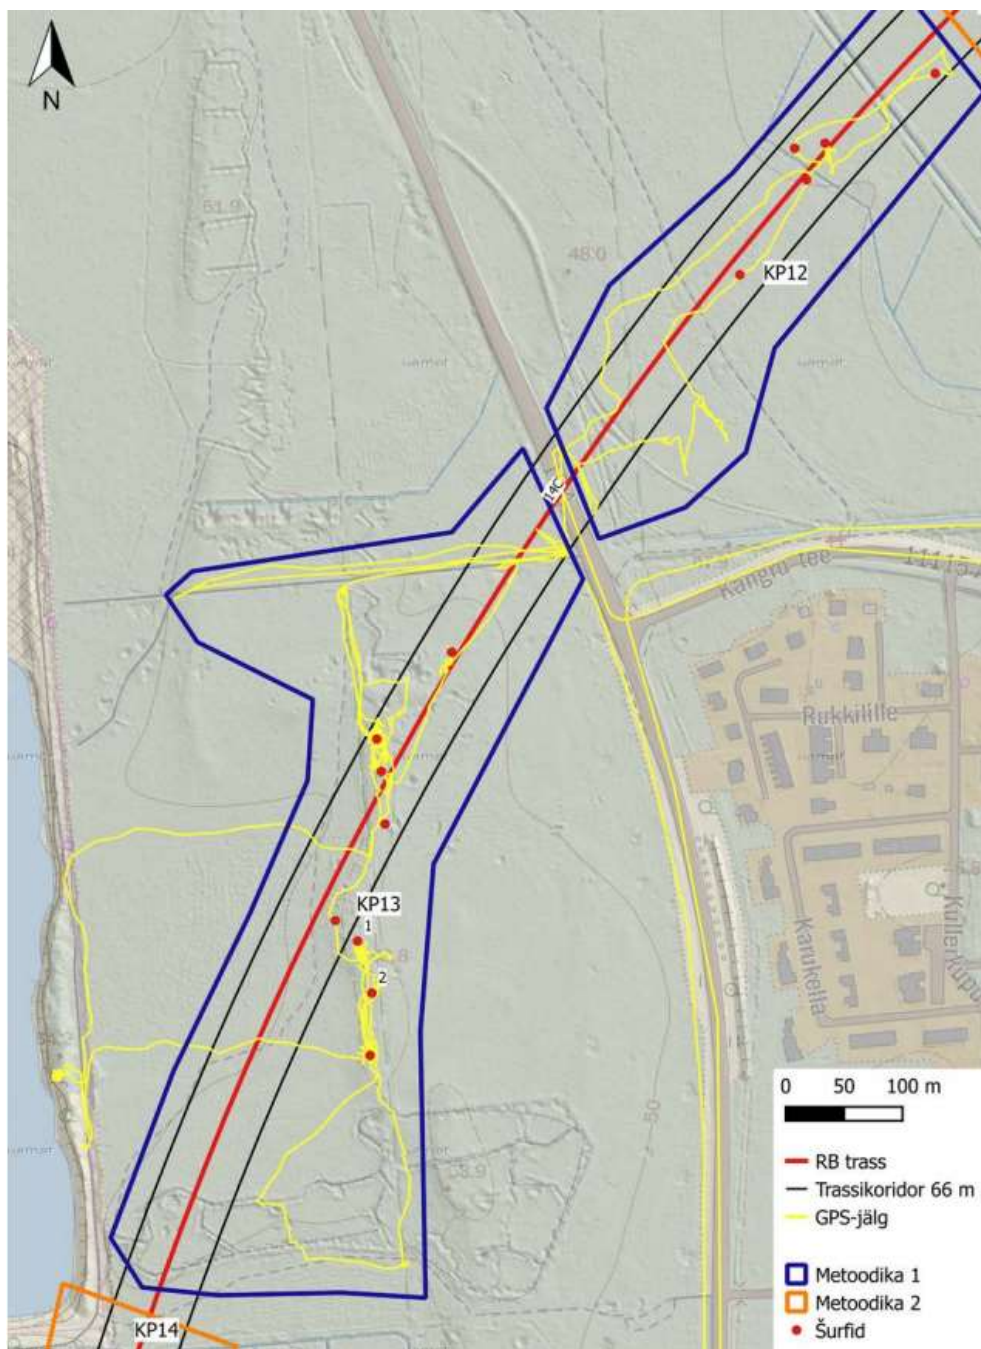 N
51.9
48.0
KP12
14C
Kangru tee
Rukkilille
KP13
1
2
Karukella
Kullerkupu
50
KP14
0 50 100 m
RB trass
Trassikoridor 66 m
GPS-jälg
Metoodika 1
Metoodika 2
Šurfid